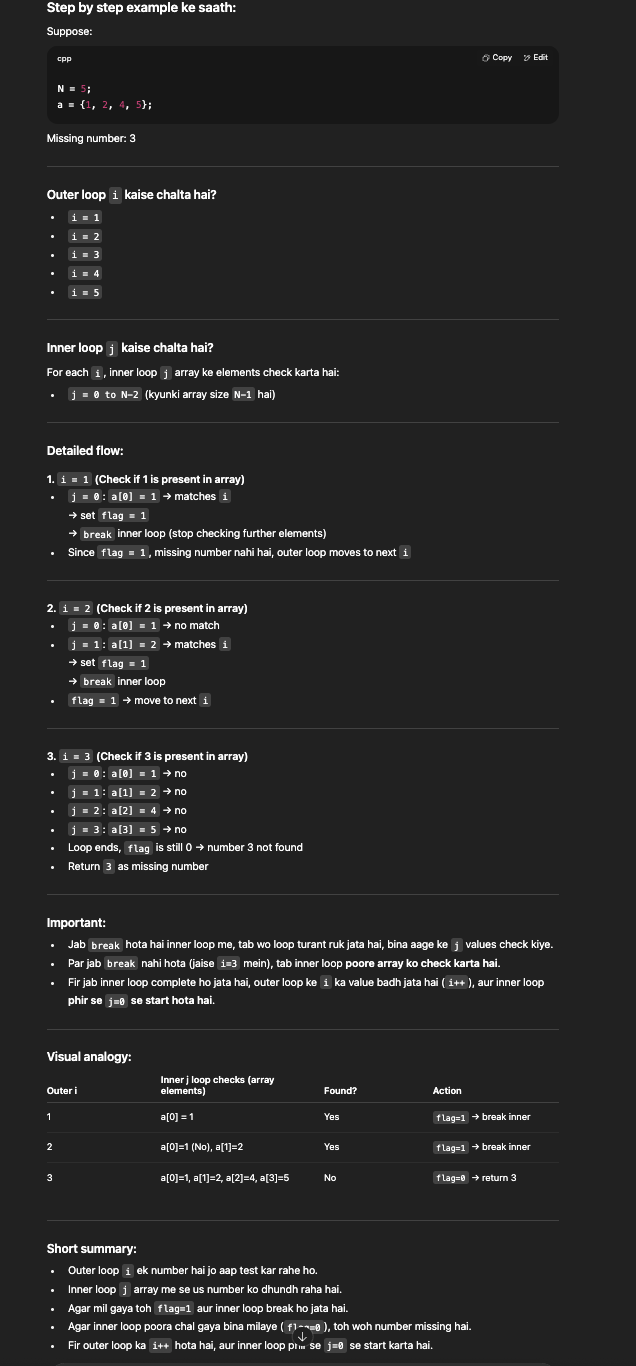 Step by step example ke saath:
Suppose:
cpp
Copy
Edit
N = 5;
a = {1, 2, 4, 5};
Missing number: 3
Outer loop i kaise chalta hai?
• i = 1
• i = 2
• i = 3
• i = 4
• i = 5
Inner loop j kaise chalta hai?
For each i, inner loop j array ke elements check karta hai:
• j = 0 to N-2 (kyunki array size N-1 hai)
Detailed flow:
1. i = 1 (Check if 1 is present in array)
• j = 0: a[0] = 1 → matches i
→ set flag = 1
→ break inner loop (stop checking further elements)
• Since flag = 1, missing number nahi hai, outer loop moves to next i
2. i = 2 (Check if 2 is present in array)
• j = 0: a[0] = 1 → no match
• j = 1: a[1] = 2 → matches i
→ set flag = 1
→ break inner loop
• flag = 1 → move to next i
3. i = 3 (Check if 3 is present in array)
• j = 0: a[0] = 1 → no
• j = 1: a[1] = 2 → no
• j = 2: a[2] = 4 → no
• j = 3: a[3] = 5 → no
• Loop ends, flag is still 0 → number 3 not found
• Return 3 as missing number
Important:
• Jab break hota hai inner loop me, tab wo loop turant ruk jata hai, bina aage ke j values check kiye.
• Par jab break nahi hota (jaise i=3 mein), tab inner loop poore array ko check karta hai.
• Fir jab inner loop complete ho jata hai, outer loop ke i ka value badh jata hai (i++), aur inner loop
phir se j=0 se start hota hai.
Visual analogy:
Outer i Inner j loop checks (array elements) Found? Action
1 a[0] = 1 Yes flag=1 → break inner
2 a[0]=1 (No), a[1]=2 Yes flag=1 → break inner
3 a[0]=1, a[1]=2, a[2]=4, a[3]=5 No flag=0 → return 3
Short summary:
• Outer loop i ek number hai jo aap test kar rahe ho.
• Inner loop j array me se us number ko dhundh raha hai.
• Agar mil gaya toh flag=1 aur inner loop break ho jata hai.
• Agar inner loop poora chal gaya bina milaye (=0), toh woh number missing hai.
• Fir outer loop ka i++ hota hai, aur inner loop se j=0 se start karta hai.